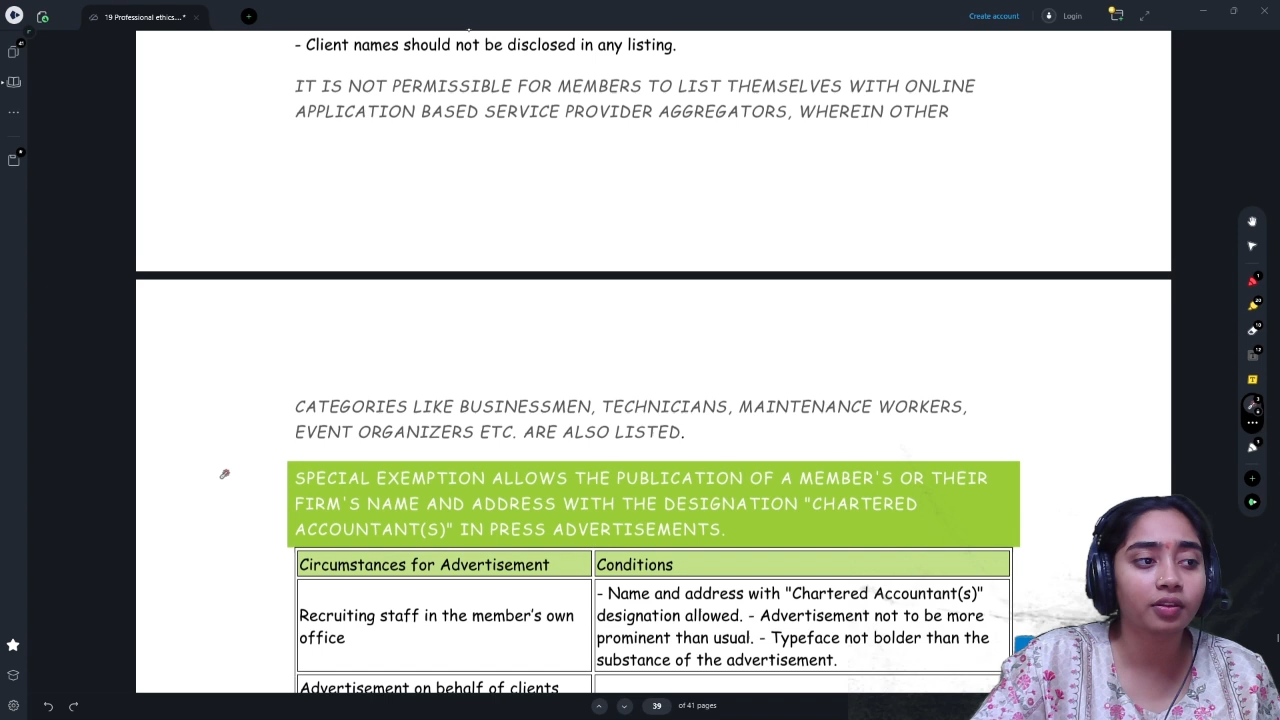 19 Professional ethics....*
Create account
Login
- Client names should not be disclosed in any listing.
IT IS NOT PERMISSIBLE FOR MEMBERS TO LIST THEMSELVES WITH ONLINE
APPLICATION BASED SERVICE PROVIDER AGGREGATORS, WHEREIN OTHER
CATEGORIES LIKE BUSINESSMEN, TECHNICIANS, MAINTENANCE WORKERS,
EVENT ORGANIZERS ETC. ARE ALSO LISTED.
SPECIAL EXEMPTION ALLOWS THE PUBLICATION OF A MEMBER'S OR THEIR
FIRM'S NAME AND ADDRESS WITH THE DESIGNATION "CHARTERED
ACCOUNTANT(S)" IN PRESS ADVERTISEMENTS.
Circumstances for Advertisement
Conditions
Recruiting staff in the member's own
office
- Name and address with "Chartered Accountant(s)"
designation allowed. - Advertisement not to be more
prominent than usual. - Typeface not bolder than the
substance of the advertisement.
Advertisement on behalf of clients
39 of 41 pages